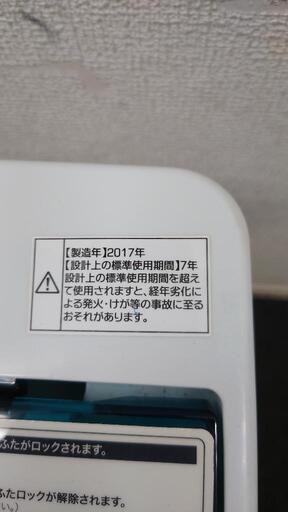 【製造年】2017年
【設計上の標準使用期間】7年
設計上の標準使用期間を超え
て使用されますと、経年劣化に
よる発火・けが等の事故に至る
おそれがあります。
ふたがロックされます。
ふたロックが解除されます。
い。）